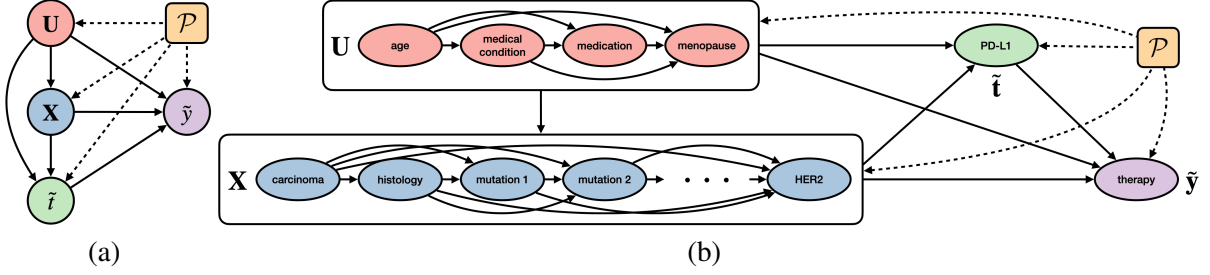 U
𝒫
X
ỹ
t̃
(a)
U
age
medical
condition
medication
menopause
X
carcinoma
histology
mutation 1
mutation 2
· · ·
HER2
PD-L1
t̃
𝒫
therapy
ỹ
(b)